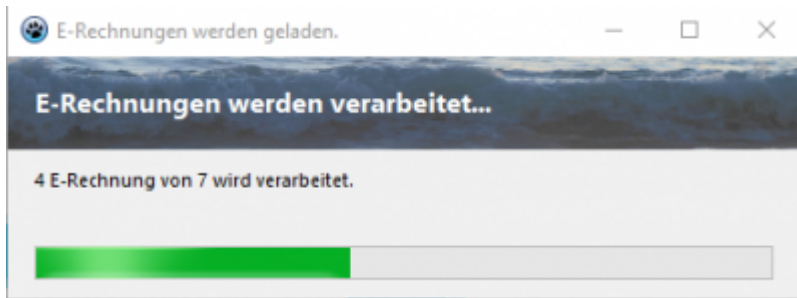 E-Rechnungen werden geladen.
E-Rechnungen werden verarbeitet...
4 E-Rechnung von 7 wird verarbeitet.